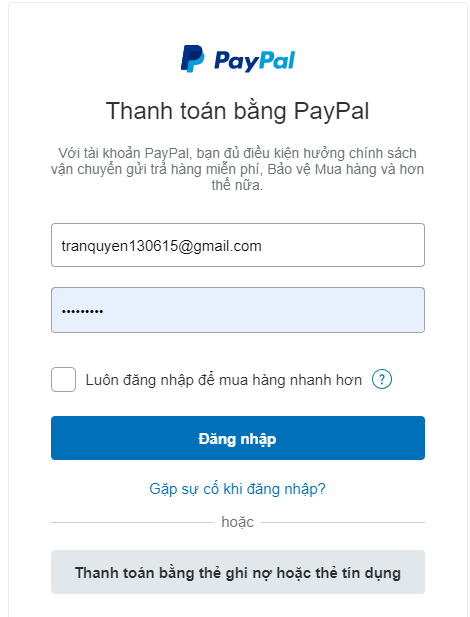 PayPal
Thanh toán bằng PayPal
Với tài khoản PayPal, bạn đủ điều kiện hưởng chính sách
vận chuyển gửi trả hàng miễn phí, Bảo vệ Mua hàng và hơn
thế nữa.
tranquyen130615@gmail.com
•••••••••
Luôn đăng nhập để mua hàng nhanh hơn ?
Đăng nhập
Gặp sự cố khi đăng nhập?
hoặc
Thanh toán bằng thẻ ghi nợ hoặc thẻ tín dụng